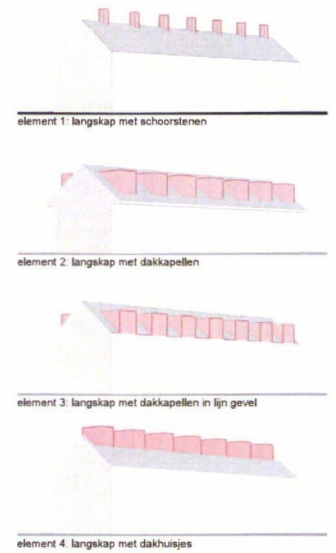 element 1: langskap met schoorstenen
element 2: langskap met dakkapellen
element 3: langskap met dakkapellen in lijn gevel
element 4. langskap met dakhuisjes